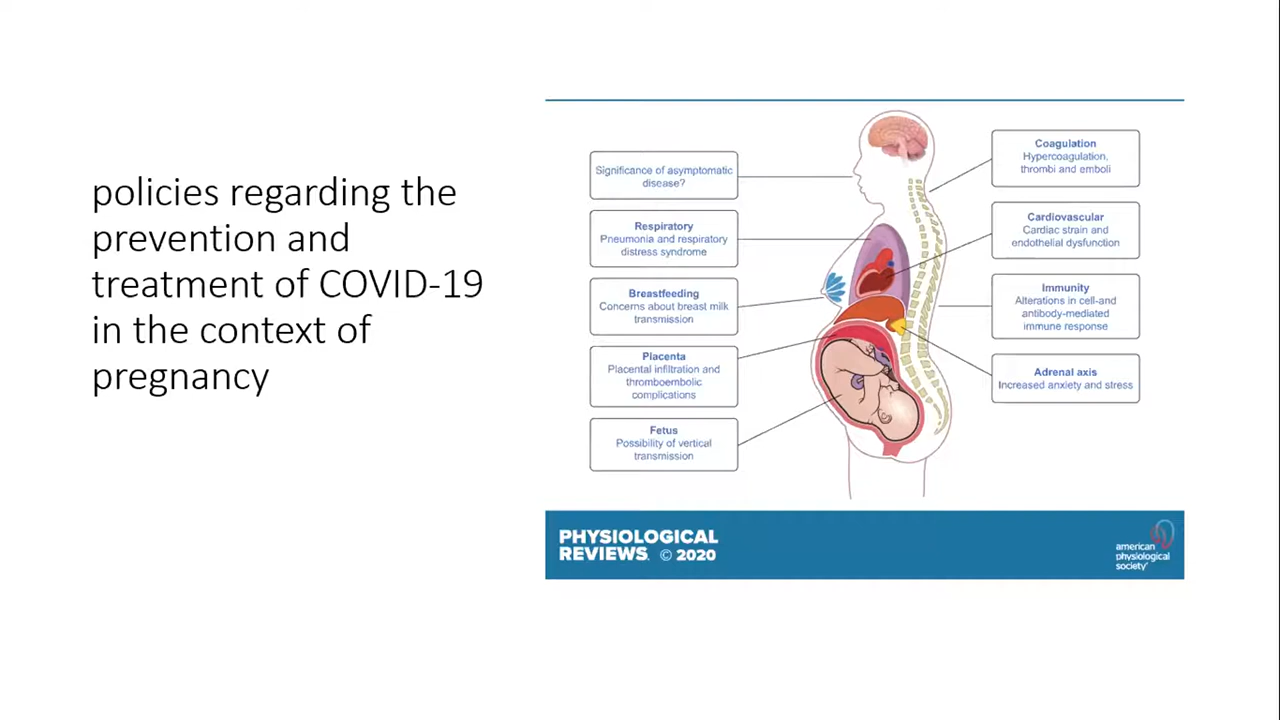 policies regarding the
prevention and
treatment of COVID-19
in the context of
pregnancy
Significance of asymptomatic
disease?
Respiratory
Pneumonia and respiratory
distress syndrome
Breastfeeding
Concerns about breast milk
transmission
Placenta
Placental infiltration and
thromboembolic
complications
Fetus
Possibility of vertical
transmission
Coagulation
Hypercoagulation,
thrombi and emboli
Cardiovascular
Cardiac strain and
endothelial dysfunction
Immunity
Alterations in cell-and
antibody-mediated
immune response
Adrenal axis
Increased anxiety and stress
PHYSIOLOGICAL
REVIEWS. © 2020
american
physiological
society